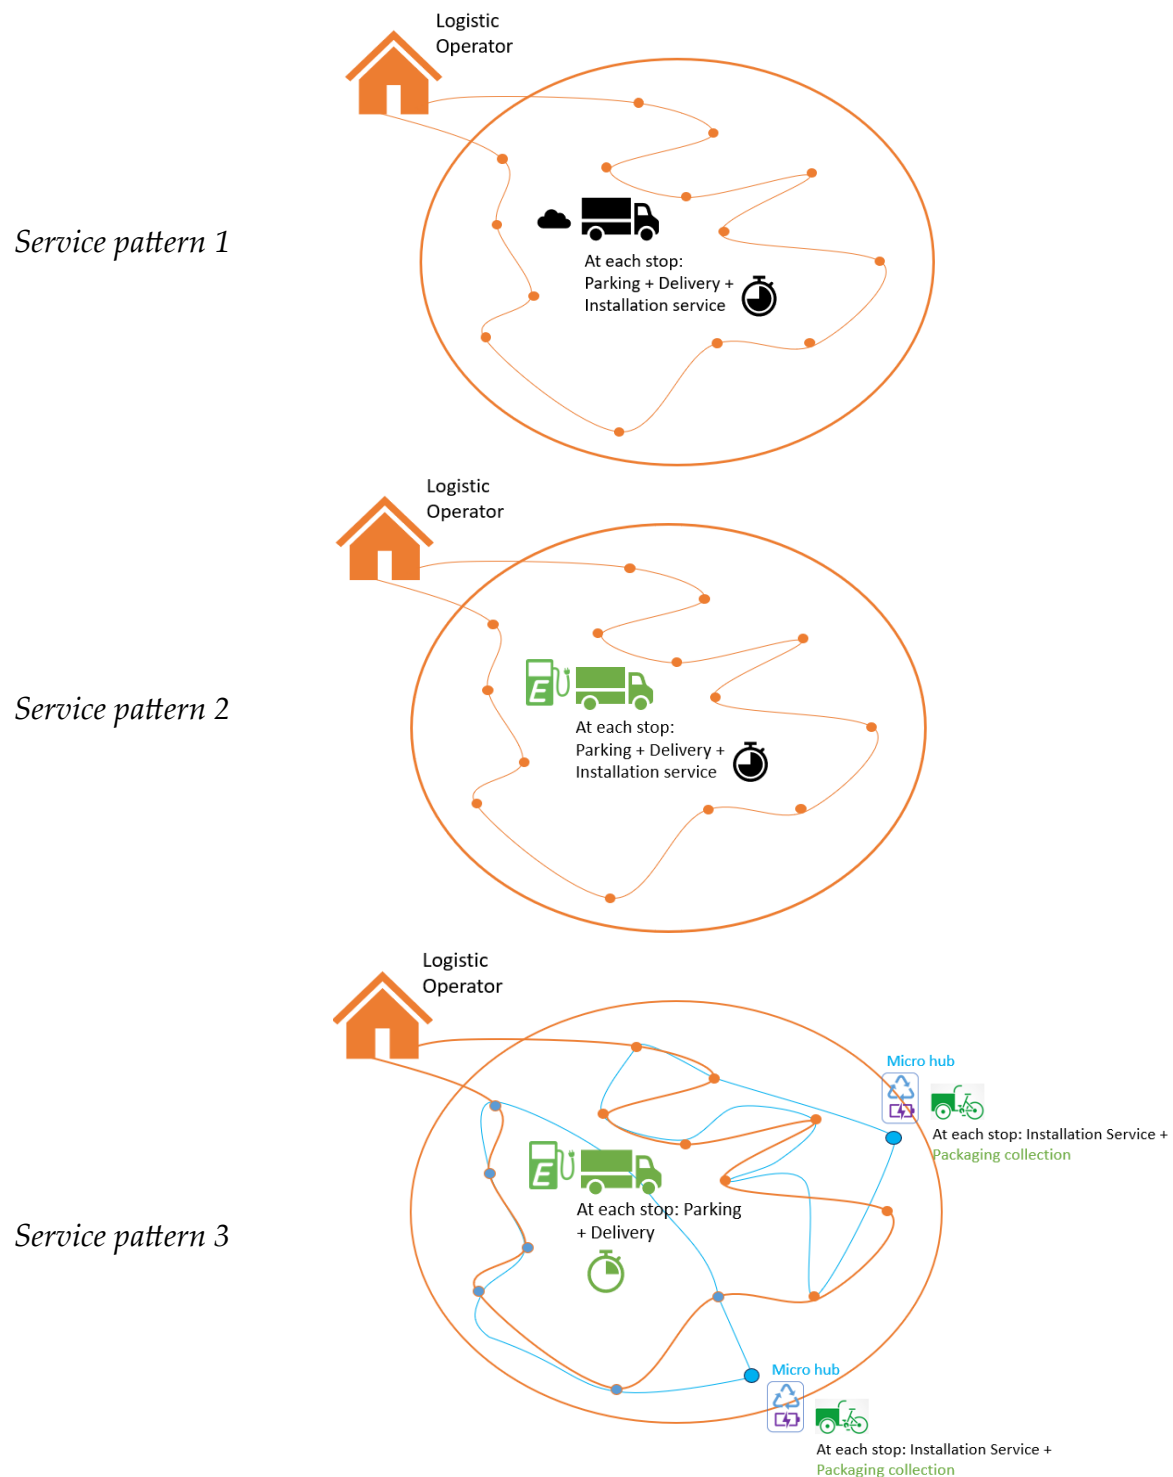 Logistic
Operator
Service pattern 1
At each stop:
Parking + Delivery +
Installation service
Logistic
Operator
Service pattern 2
E
At each stop:
Parking + Delivery +
Installation service
Logistic
Operator
Micro hub
At each stop: Installation Service +
Packaging collection
E
At each stop: Parking
+ Delivery
Service pattern 3
Micro hub
At each stop: Installation Service +
Packaging collection